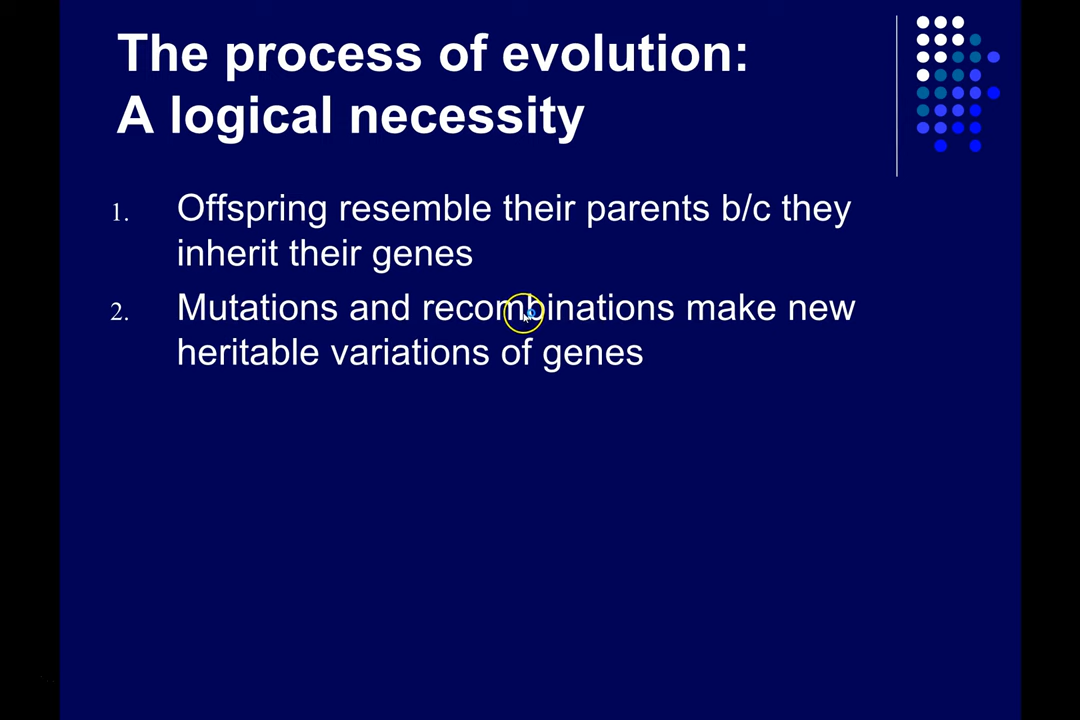 The process of evolution:
A logical necessity
1. Offspring resemble their parents b/c they
inherit their genes
2. Mutations and recombinations make new
heritable variations of genes